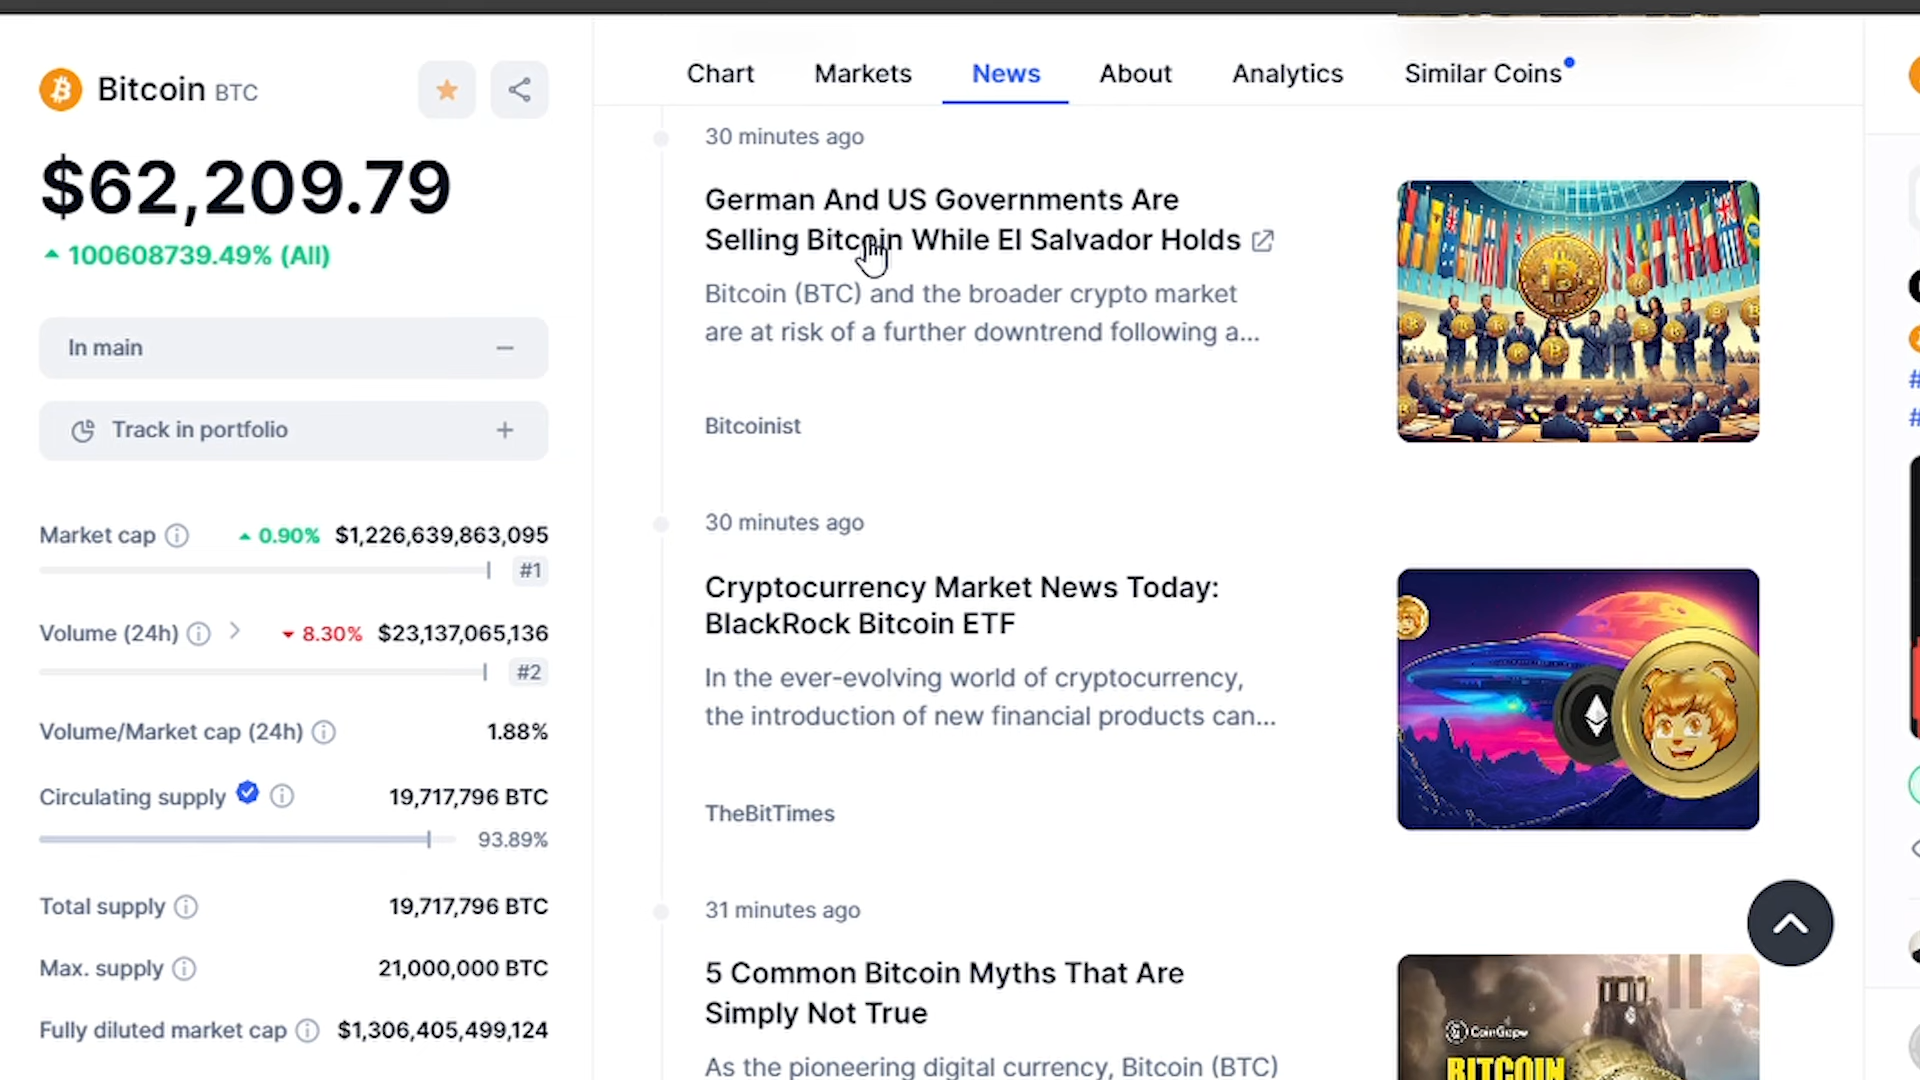 Bitcoin BTC
$62,209.79
100608739.49% (All)
In main
Track in portfolio
Market cap 0.90% $1,226,639,863,095
#1
Volume (24h) 8.30% $23,137,065,136
#2
Volume/Market cap (24h) 1.88%
Circulating supply 19,717,796 BTC
93.89%
Total supply 19,717,796 BTC
Max. supply 21,000,000 BTC
Fully diluted market cap $1,306,405,499,124
Chart Markets News About Analytics Similar Coins
30 minutes ago
German And US Governments Are
Selling Bitcoin While El Salvador Holds
Bitcoin (BTC) and the broader crypto market
are at risk of a further downtrend following a...
Bitcoinist
30 minutes ago
Cryptocurrency Market News Today:
BlackRock Bitcoin ETF
In the ever-evolving world of cryptocurrency,
the introduction of new financial products can...
TheBitTimes
31 minutes ago
5 Common Bitcoin Myths That Are
Simply Not True
As the pioneering digital currency, Bitcoin (BTC)
CoinGape
BITCOIN
#
#